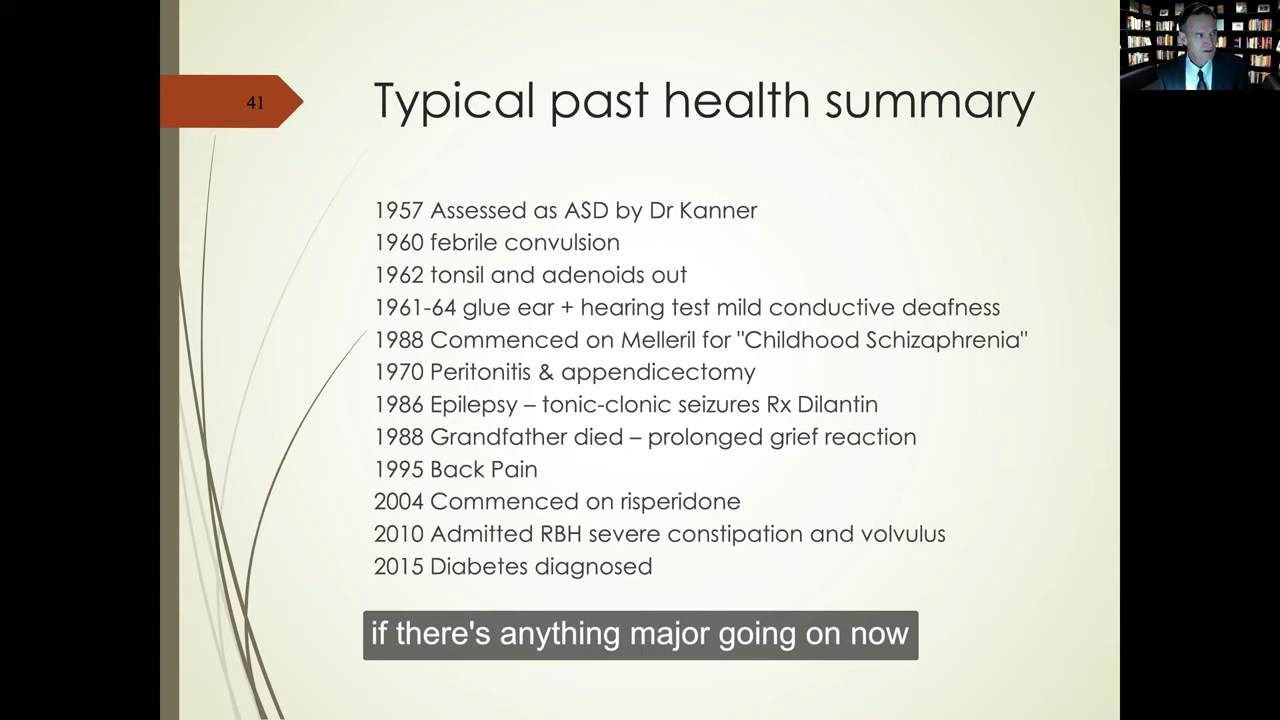 41
Typical past health summary
1957 Assessed as ASD by Dr Kanner
1960 febrile convulsion
1962 tonsil and adenoids out
1961-64 glue ear + hearing test mild conductive deafness
1988 Commenced on Melleril for "Childhood Schizaphrenia"
1970 Peritonitis & appendicectomy
1986 Epilepsy – tonic-clonic seizures Rx Dilantin
1988 Grandfather died – prolonged grief reaction
1995 Back Pain
2004 Commenced on risperidone
2010 Admitted RBH severe constipation and volvulus
2015 Diabetes diagnosed
if there's anything major going on now